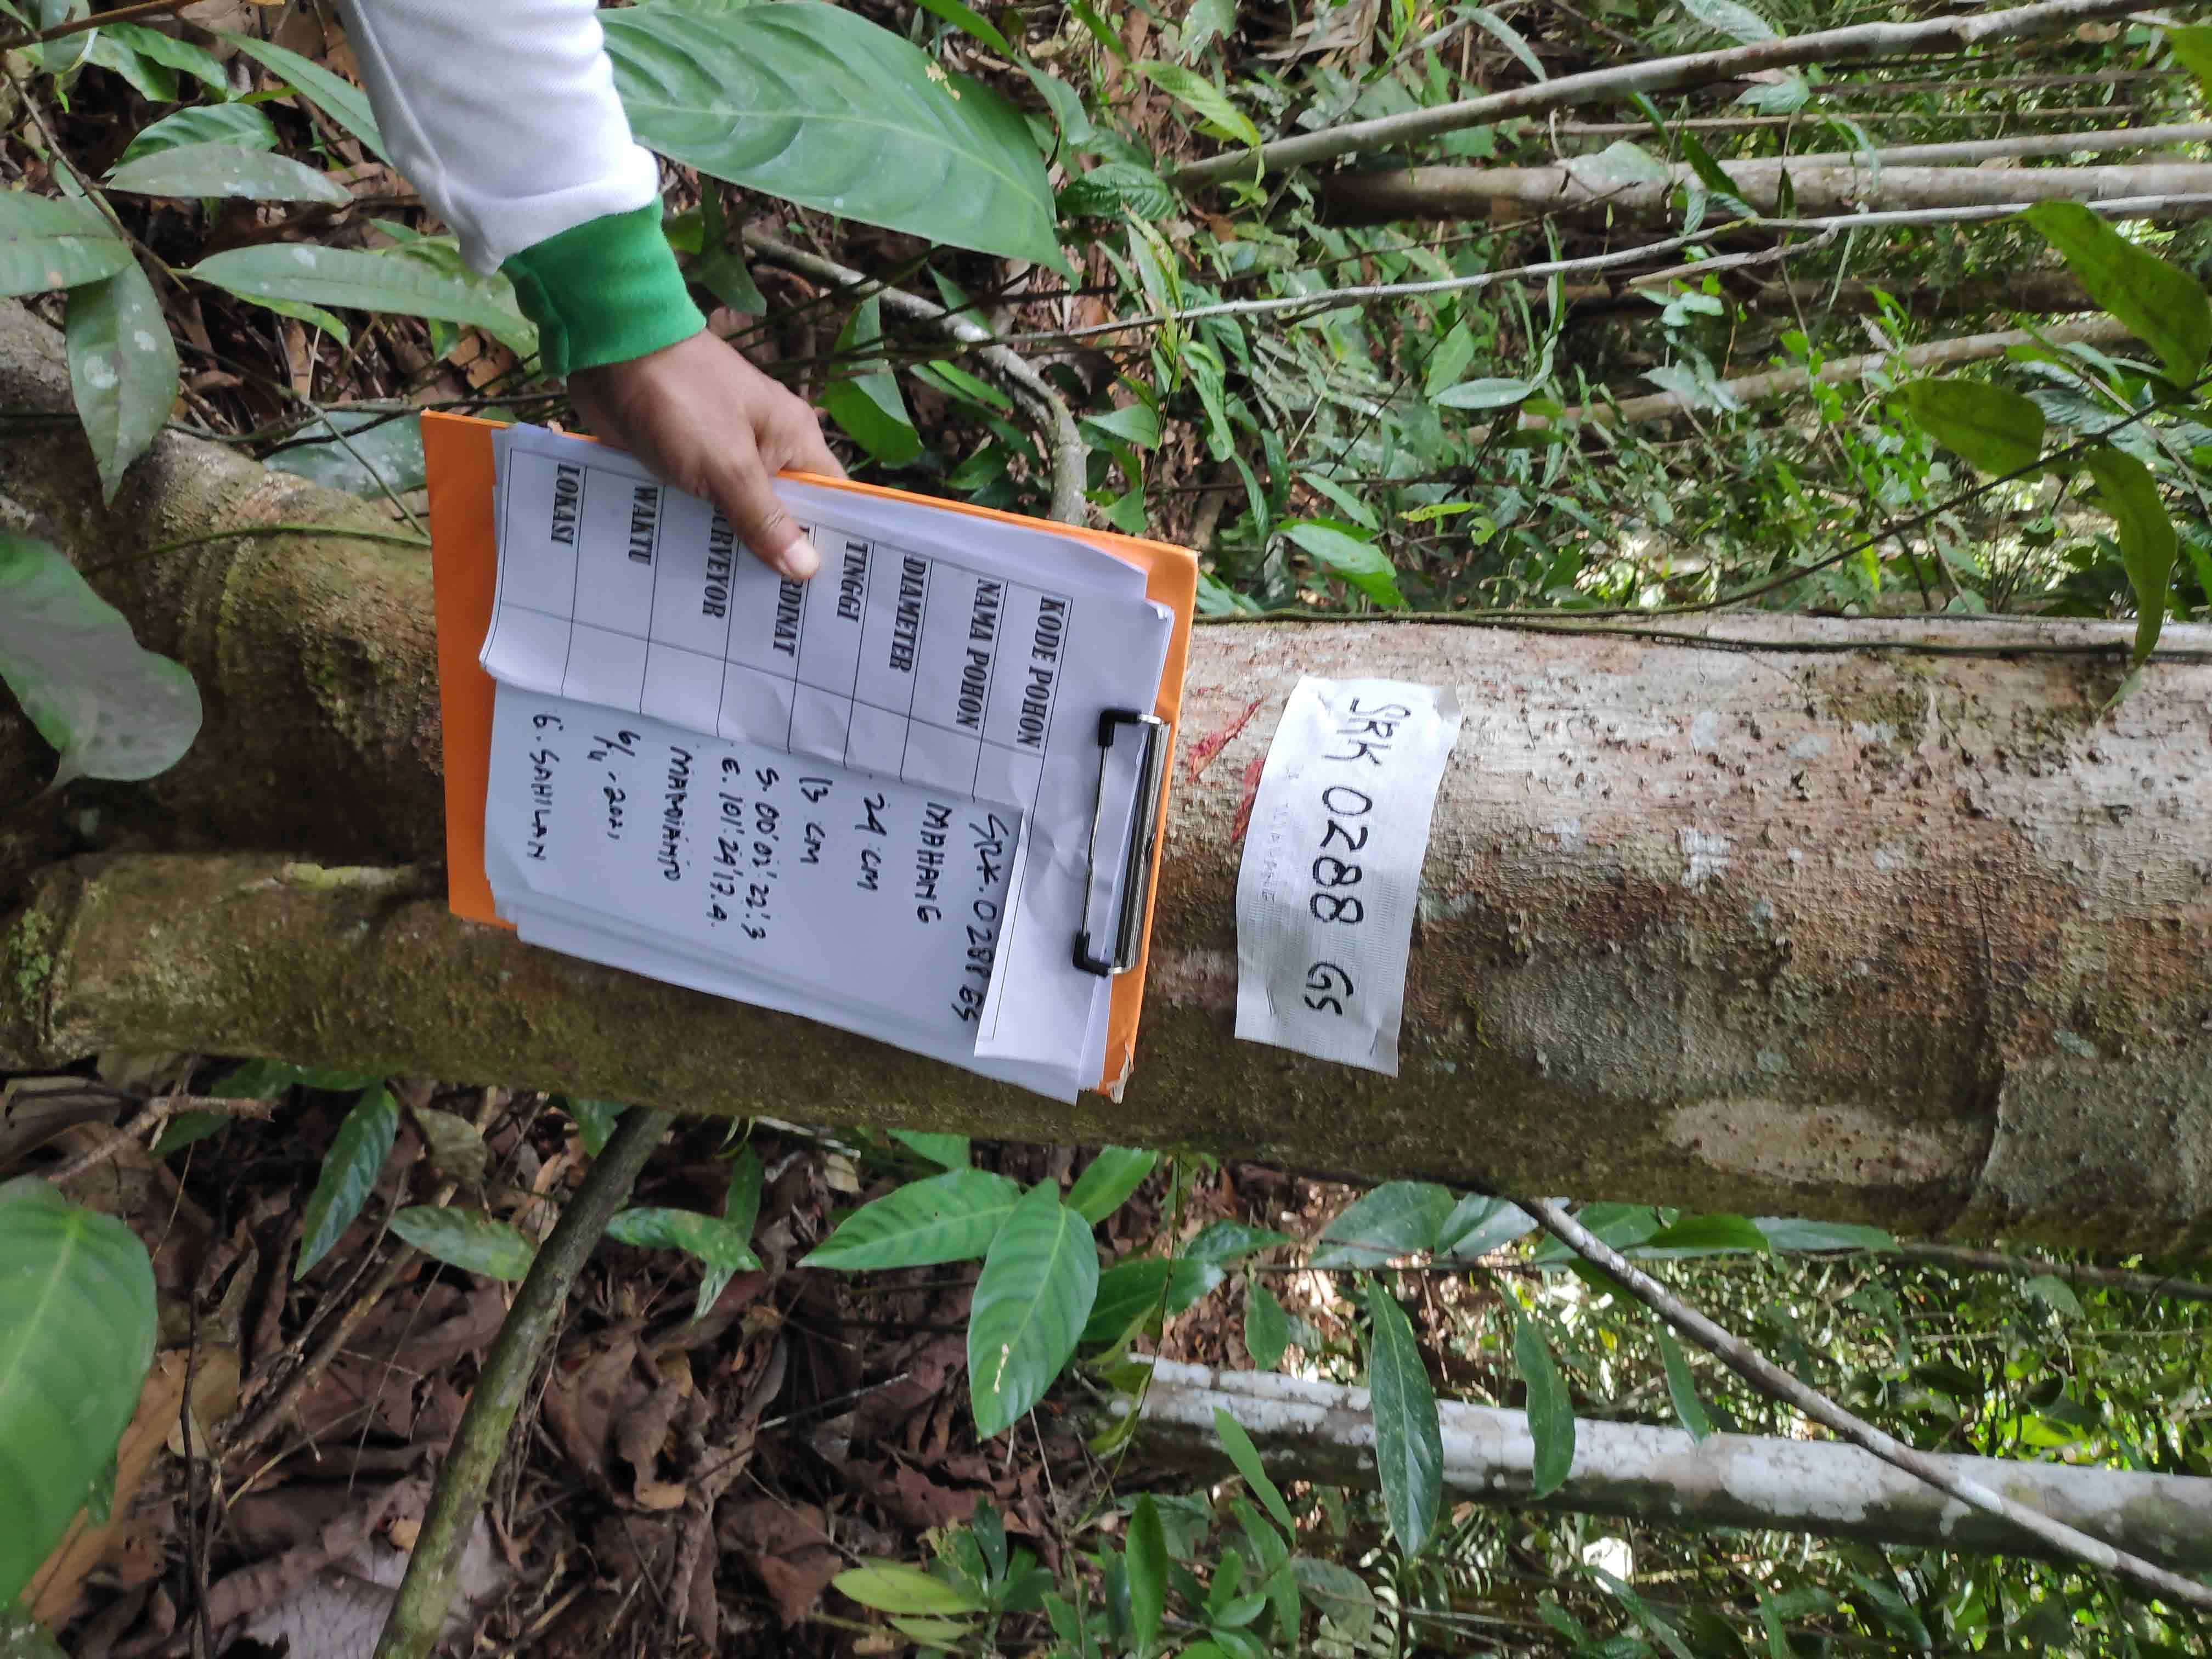 SRK 0288 GS
MAHANG
KODE POHON SRK. 0288 GS
NAMA POHON MAHANG
DIAMETER 24 CM
TINGGI 13 CM
S. 00'02'.22'.3
E. 101'.24'17.4.
MARDIANTO
WAKTU 6/4 - 2021
LOKASI G. SAHILAN